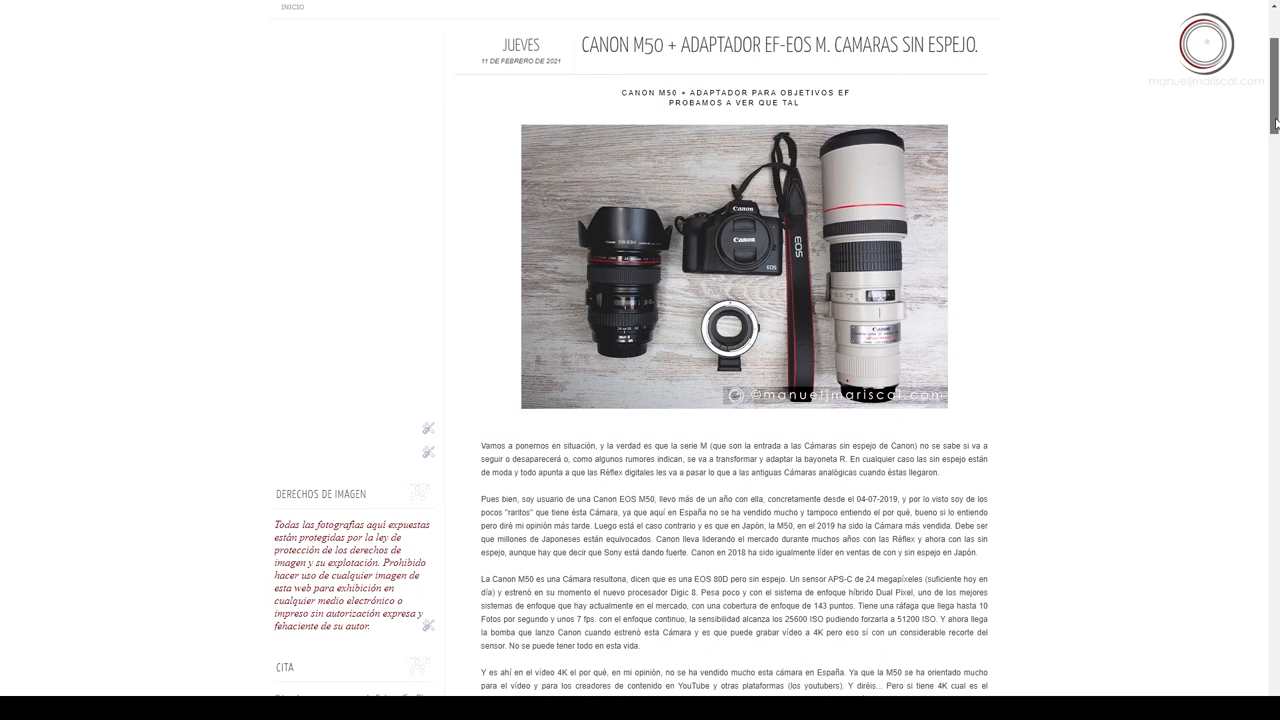 INICIO
manueljmariscal.com
JUEVES
11 DE FEBRERO DE 2021
CANON M50 + ADAPTADOR EF-EOS M. CAMARAS SIN ESPEJO.
CANON M50 + ADAPTADOR PARA OBJETIVOS EF
PROBAMOS A VER QUE TAL
Canon
Canon
EOS
EOS
Canon
©manueljmariscal.com
Vamos a ponernos en situación, y la verdad es que la serie M (que son la entrada a las Cámaras sin espejo de Canon) no se sabe si va a
seguir o desaparecerá o, como algunos rumores indican, se va a transformar y adaptar la bayoneta R. En cualquier caso las sin espejo están
de moda y todo apunta a que las Réflex digitales les va a pasar lo que a las antiguas Cámaras analógicas cuando éstas llegaron.
Pues bien, soy usuario de una Canon EOS M50, llevo más de un año con ella, concretamente desde el 04-07-2019, y por lo visto soy de los
pocos "raritos" que tiene ésta Cámara, ya que aquí en España no se ha vendido mucho y tampoco entiendo el por qué, bueno si lo entiendo
pero diré mi opinión más tarde. Luego está el caso contrario y es que en Japón, la M50, en el 2019 ha sido la Cámara más vendida. Debe ser
que millones de Japoneses están equivocados. Canon lleva liderando el mercado durante muchos años con las Réflex y ahora con las sin
espejo, aunque hay que decir que Sony está dando fuerte. Canon en 2018 ha sido igualmente líder en ventas de con y sin espejo en Japón.
La Canon M50 es una Cámara resultona, dicen que es una EOS 80D pero sin espejo. Un sensor APS-C de 24 megapíxeles (suficiente hoy en
día) y estrenó en su momento el nuevo procesador Digic 8. Pesa poco y con el sistema de enfoque híbrido Dual Pixel, uno de los mejores
sistemas de enfoque que hay actualmente en el mercado, con una cobertura de enfoque de 143 puntos. Tiene una ráfaga que llega hasta 10
Fotos por segundo y unos 7 fps. con el enfoque continuo, la sensibilidad alcanza los 25600 ISO pudiendo forzarla a 51200 ISO. Y ahora llega
la bomba que lanzo Canon cuando estrenó esta Cámara y es que puede grabar vídeo a 4K pero eso sí con un considerable recorte del
sensor. No se puede tener todo en esta vida.
Y es ahí en el vídeo 4K el por qué, en mi opinión, no se ha vendido mucho esta cámara en España. Ya que la M50 se ha orientado mucho
para el vídeo y para los creadores de contenido en YouTube y otras plataformas (los youtubers). Y diréis... Pero si tiene 4K cual es el
DERECHOS DE IMAGEN
Todas las fotografías aquí expuestas
están protegidas por la ley de
protección de los derechos de
imagen y su explotación. Prohibido
hacer uso de cualquier imagen de
esta web para exhibición en
cualquier medio electrónico o
impreso sin autorización expresa y
fehaciente de su autor.
CITA